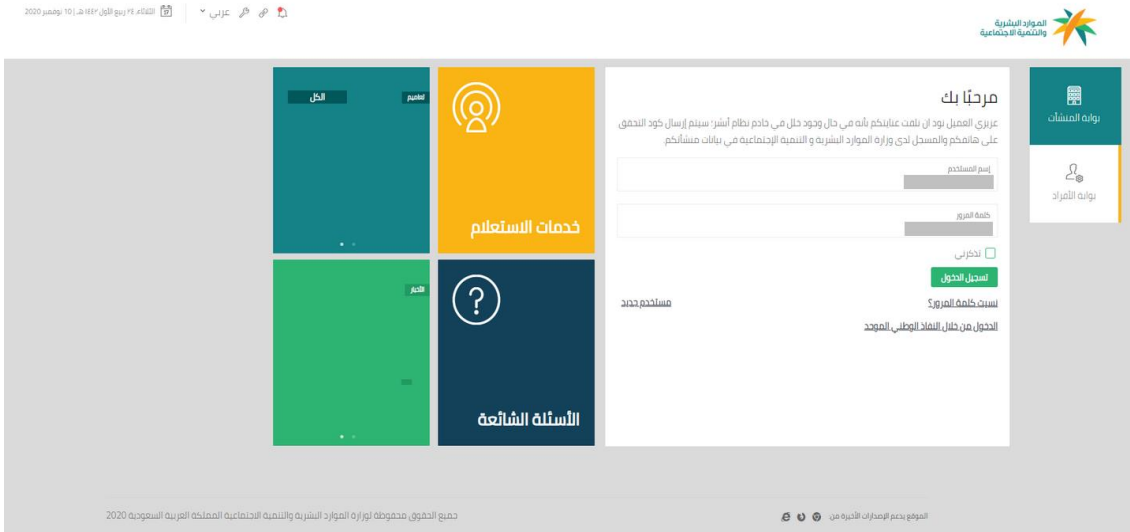 الموارد البشرية
والتنمية الاجتماعية
عربي
الثلاثاء ٢٤ ربيع الأول ١٤٤٢ هـ | 10 نوفمبر 2020
بوابة المنشآت
بوابة الأفراد
مرحبًا بك
عزيزي العميل نود ان نلفت عنايتكم بأنه في حال وجود خلل في خادم نظام أبشر؛ سيتم إرسال كود التحقق
على هاتفكم والمسجل لدى وزارة الموارد البشرية و التنمية الإجتماعية في بيانات منشأتكم
إسم المستخدم
كلمة المرور
تذكرني
تسجيل الدخول
نسيت كلمة المرور؟
مستخدم جديد
الدخول من خلال النفاذ الوطني الموحد
خدمات الاستعلام
تعاميم
الكل
الأسئلة الشائعة
الأخبار
الموقع يدعم الإصدارات الأخيرة من
جميع الحقوق محفوظة لوزارة الموارد البشرية والتنمية الاجتماعية المملكة العربية السعودية 2020